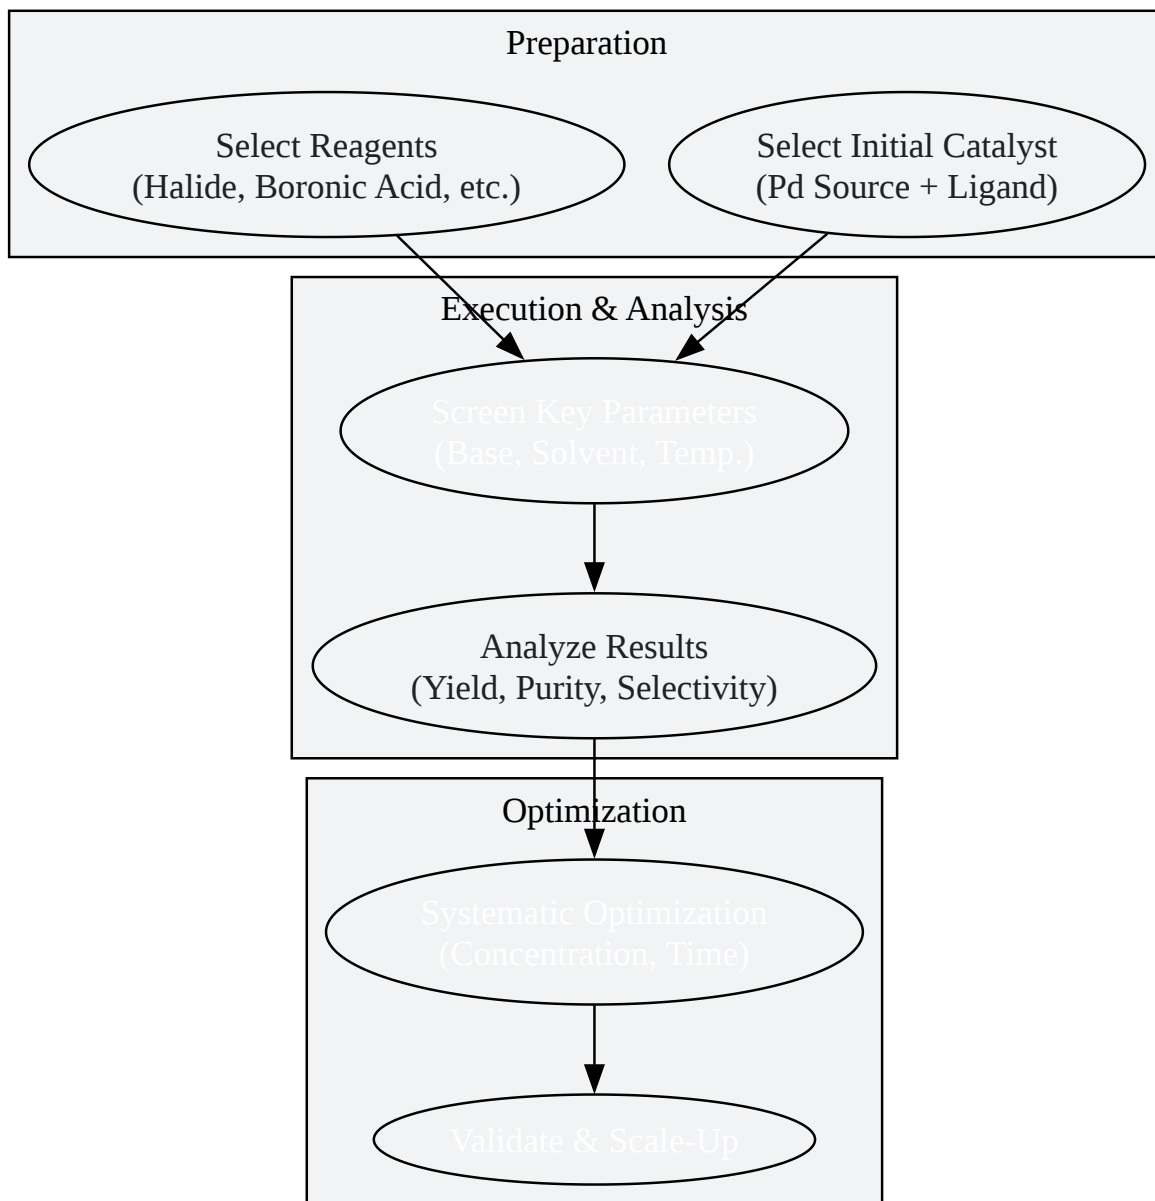 Preparation
Select Reagents
(Halide, Boronic Acid, etc.)
Select Initial Catalyst
(Pd Source + Ligand)
Execution & Analysis
Screen Key Parameters
(Base, Solvent, Temp.)
Analyze Results
(Yield, Purity, Selectivity)
Optimization
Systematic Optimization
(Concentration, Time)
Validate & Scale-Up